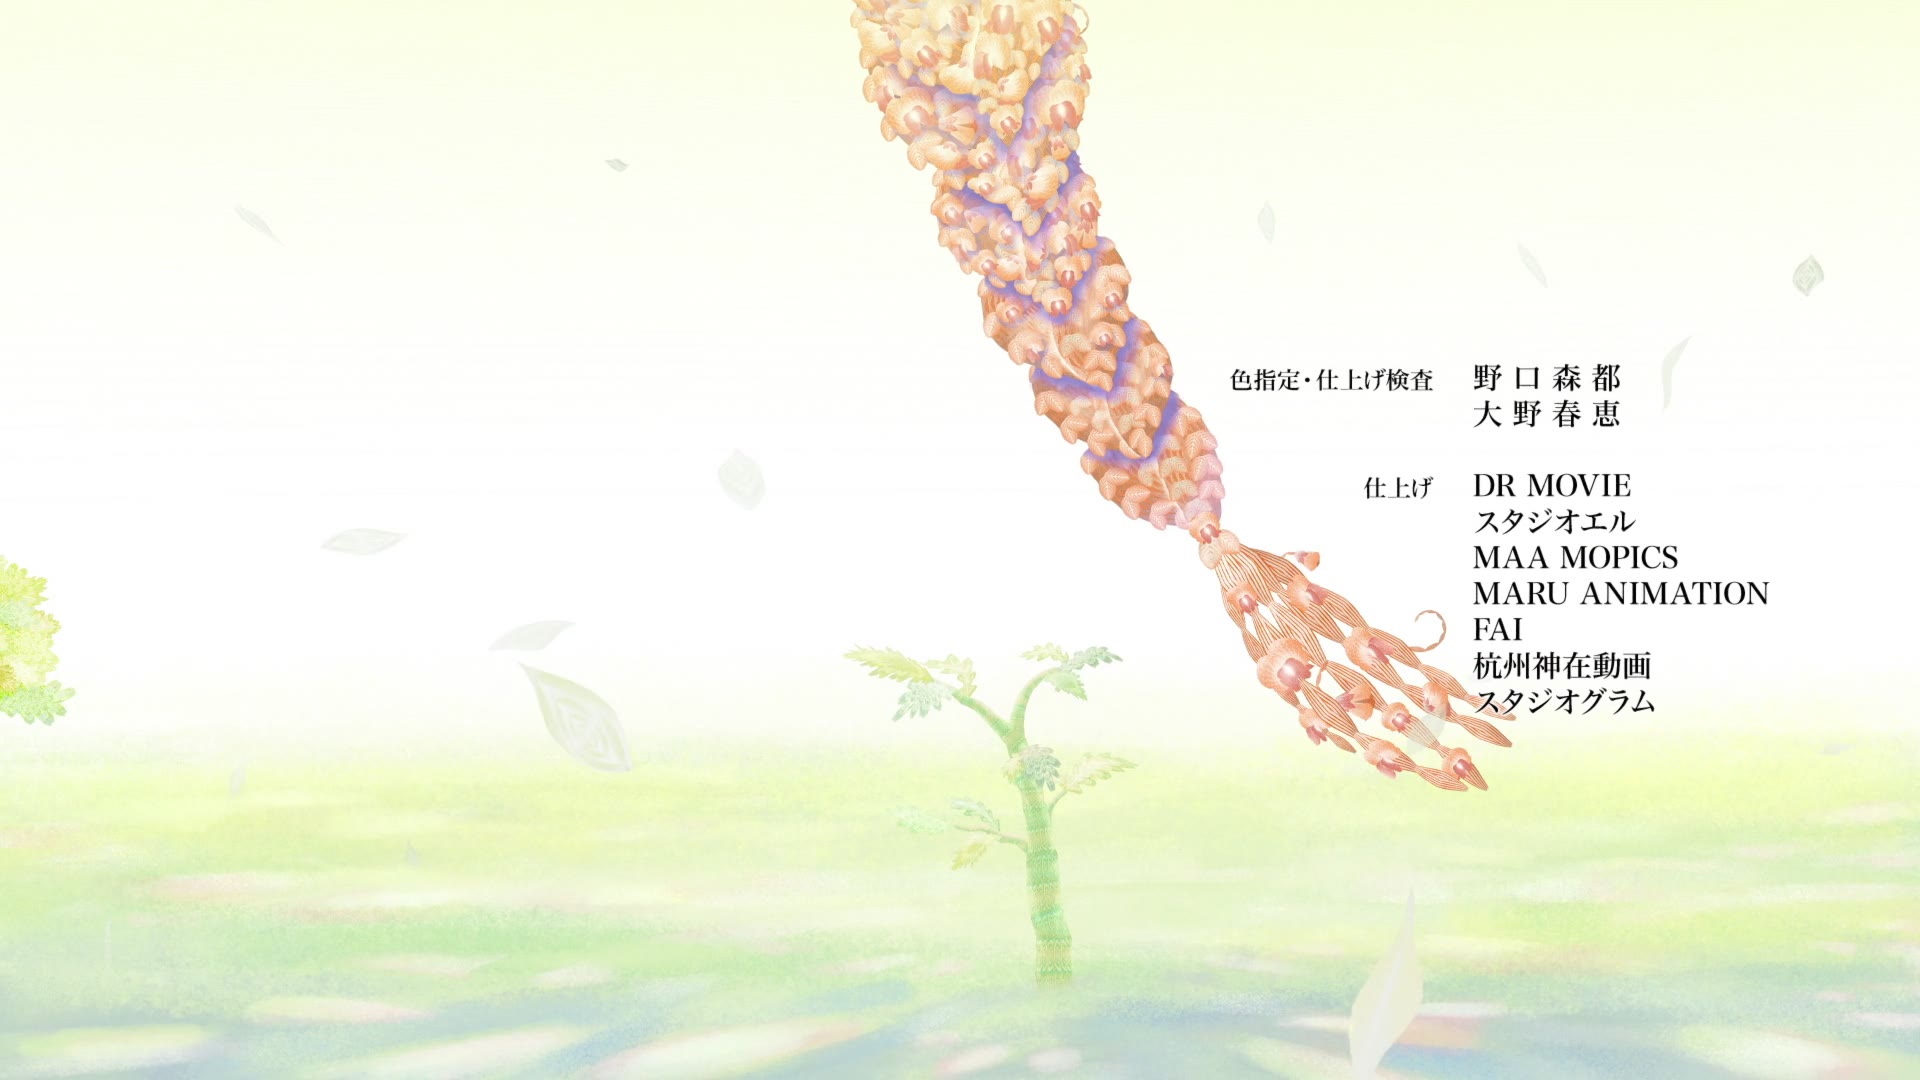 色指定・仕上げ検査 野口森都
大野春恵
仕上げ DR MOVIE
スタジオエル
MAA MOPICS
MARU ANIMATION
FAI
杭州神在動画
スタジオグラム